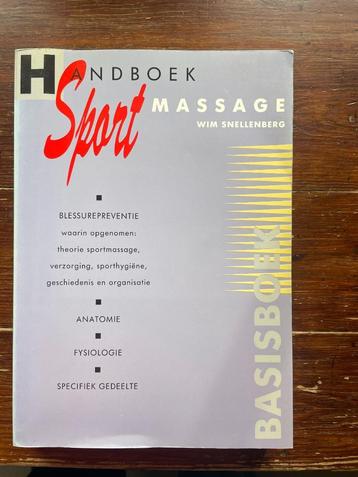 HANDBOEK
Sport MASSAGE
WIM SNELLENBERG
BLESSUREPREVENTIE
waarin opgenomen:
theorie sportmassage,
verzorging, sporthygiëne,
geschiedenis en organisatie
ANATOMIE
FYSIOLOGIE
SPECIFIEK GEDEELTE
BASISBOEK